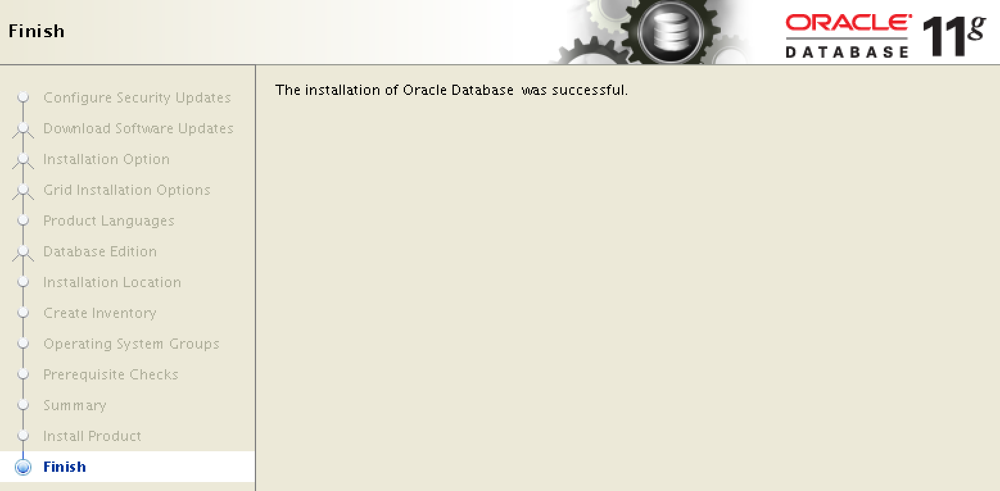 Finish
ORACLE
DATABASE 11g
Configure Security Updates
Download Software Updates
Installation Option
Grid Installation Options
Product Languages
Database Edition
Installation Location
Create Inventory
Operating System Groups
Prerequisite Checks
Summary
Install Product
Finish
The installation of Oracle Database was successful.